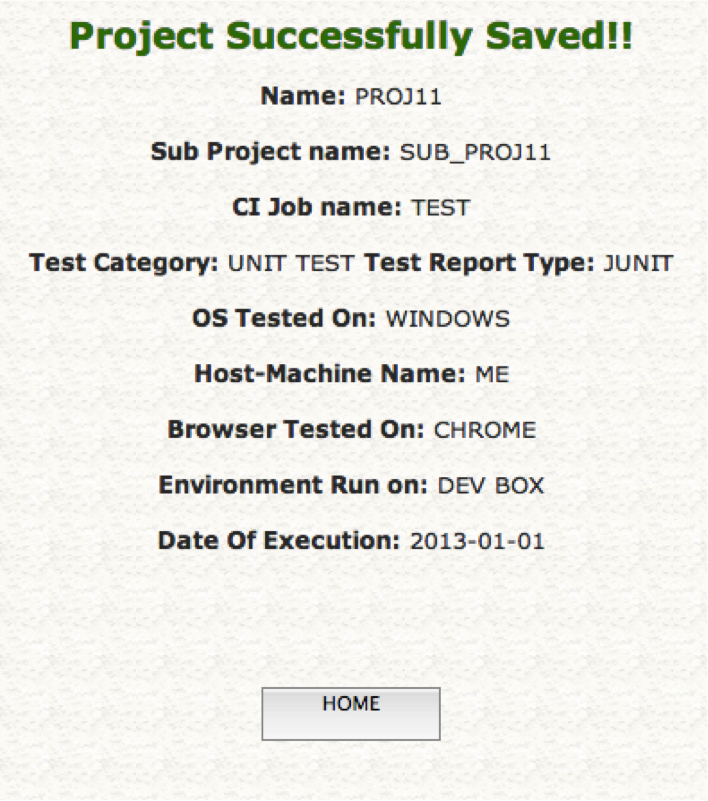 Project Successfully Saved!!
Name: PROJ11
Sub Project name: SUB_PROJ11
CI Job name: TEST
Test Category: UNIT TEST Test Report Type: JUNIT
OS Tested On: WINDOWS
Host-Machine Name: ME
Browser Tested On: CHROME
Environment Run on: DEV BOX
Date Of Execution: 2013-01-01
HOME